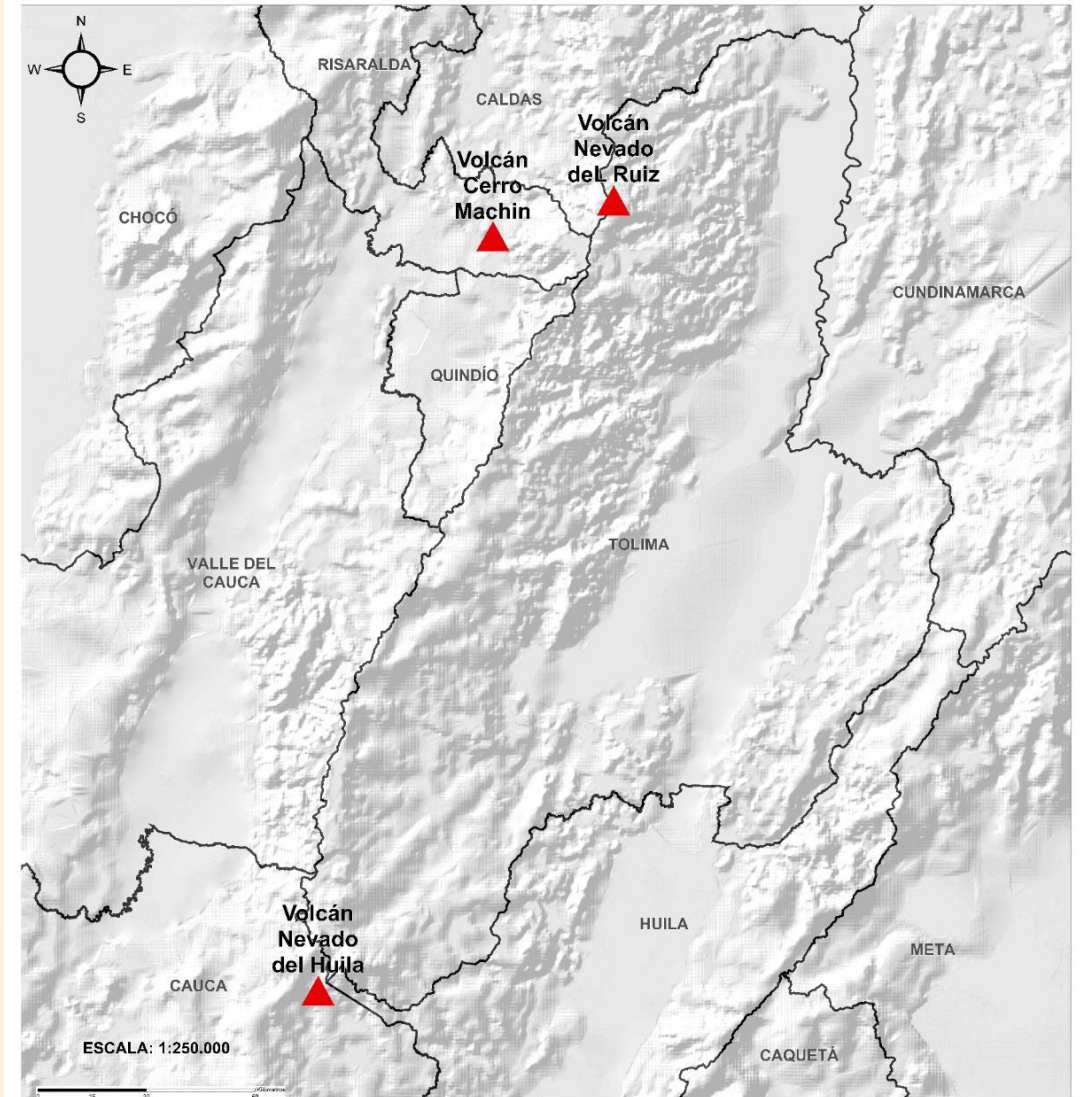 N
W E
S
RISARALDA
CALDAS
Volcán
Nevado
deL Ruiz
Volcán
Cerro
Machin
CHOCÓ
CUNDINAMARCA
QUINDÍO
TOLIMA
VALLE DEL
CAUCA
Volcán
Nevado
del Huila
HUILA
META
CAUCA
ESCALA: 1:250.000
CAQUETÁ